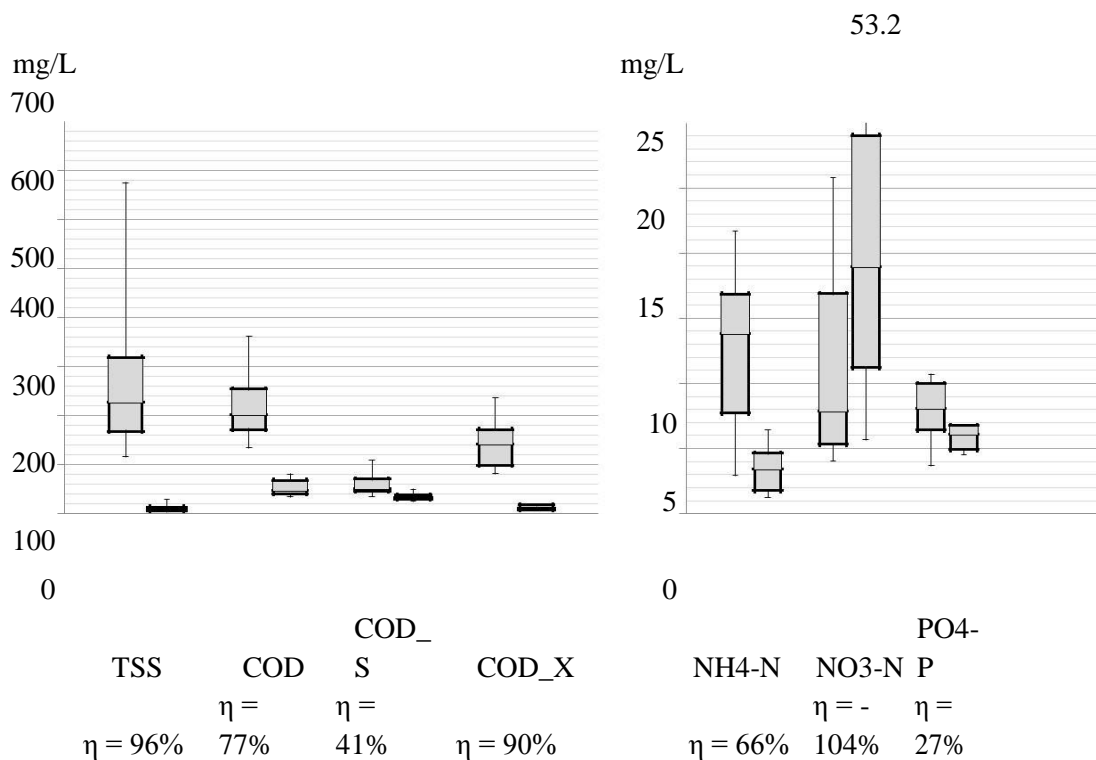 53.2
mg/L
mg/L
700
600
500
400
300
200
100
0
25
20
15
10
5
0
COD_
PO4-
TSS COD S COD_X NH4-N NO3-N P
η = η = η = - η =
η = 96% 77% 41% η = 90% η = 66% 104% 27%